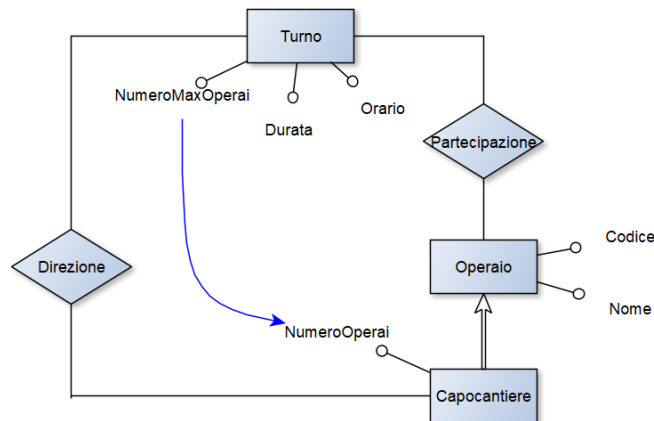 Turno
NumeroMaxOperai
Orario
Durata
Partecipazione
Codice
Direzione
Operaio
Nome
NumeroOperai
Capocantiere